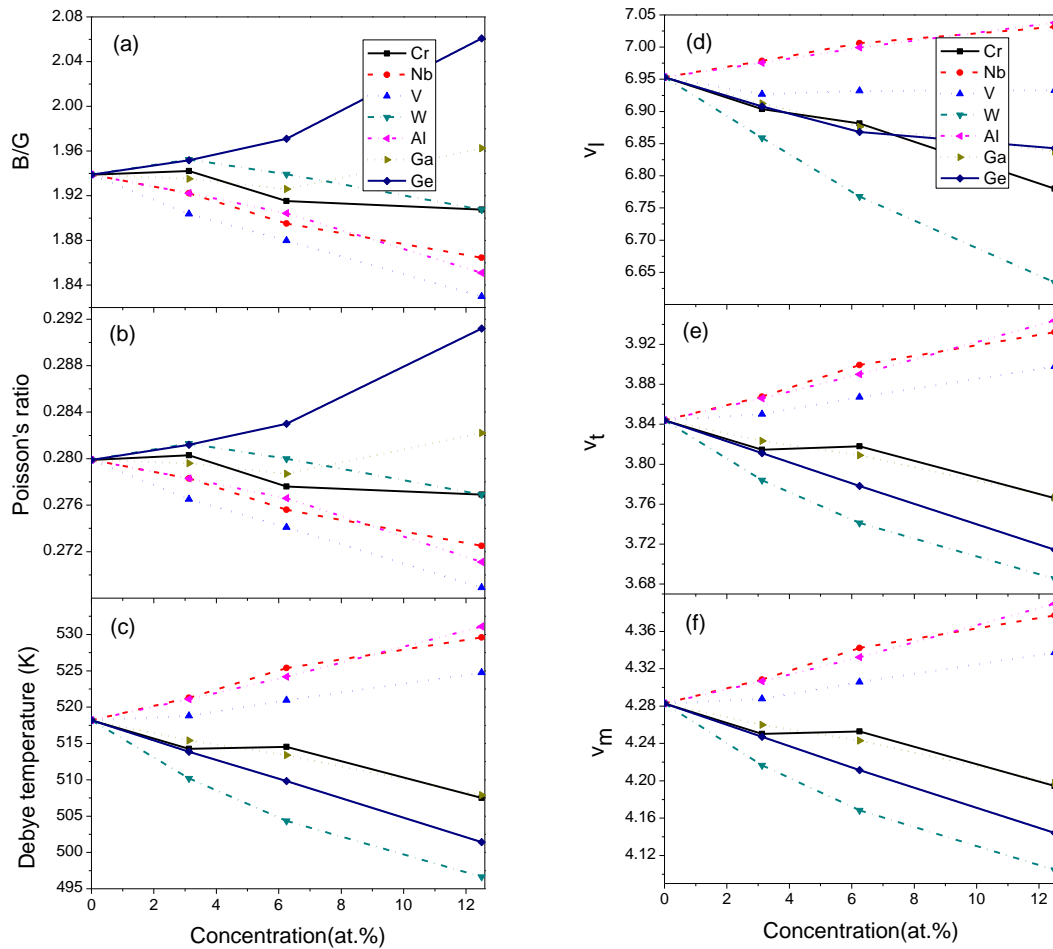 2.08
2.04
2.00
1.96
1.92
1.88
1.84
B/G
(a)
Cr
Nb
V
W
Al
Ga
Ge
0.292
0.288
0.284
0.280
0.276
0.272
Poisson's ratio
(b)
530
525
520
515
510
505
500
495
Debye temperature (K)
(c)
0 2 4 6 8 10 12
Concentration(at.%)
7.05
7.00
6.95
6.90
6.85
6.80
6.75
6.70
6.65
v_l
(d)
Cr
Nb
V
W
Al
Ga
Ge
3.92
3.88
3.84
3.80
3.76
3.72
3.68
v_t
(e)
4.36
4.32
4.28
4.24
4.20
4.16
4.12
v_m
(f)
0 2 4 6 8 10 12
Concentration(at.%)